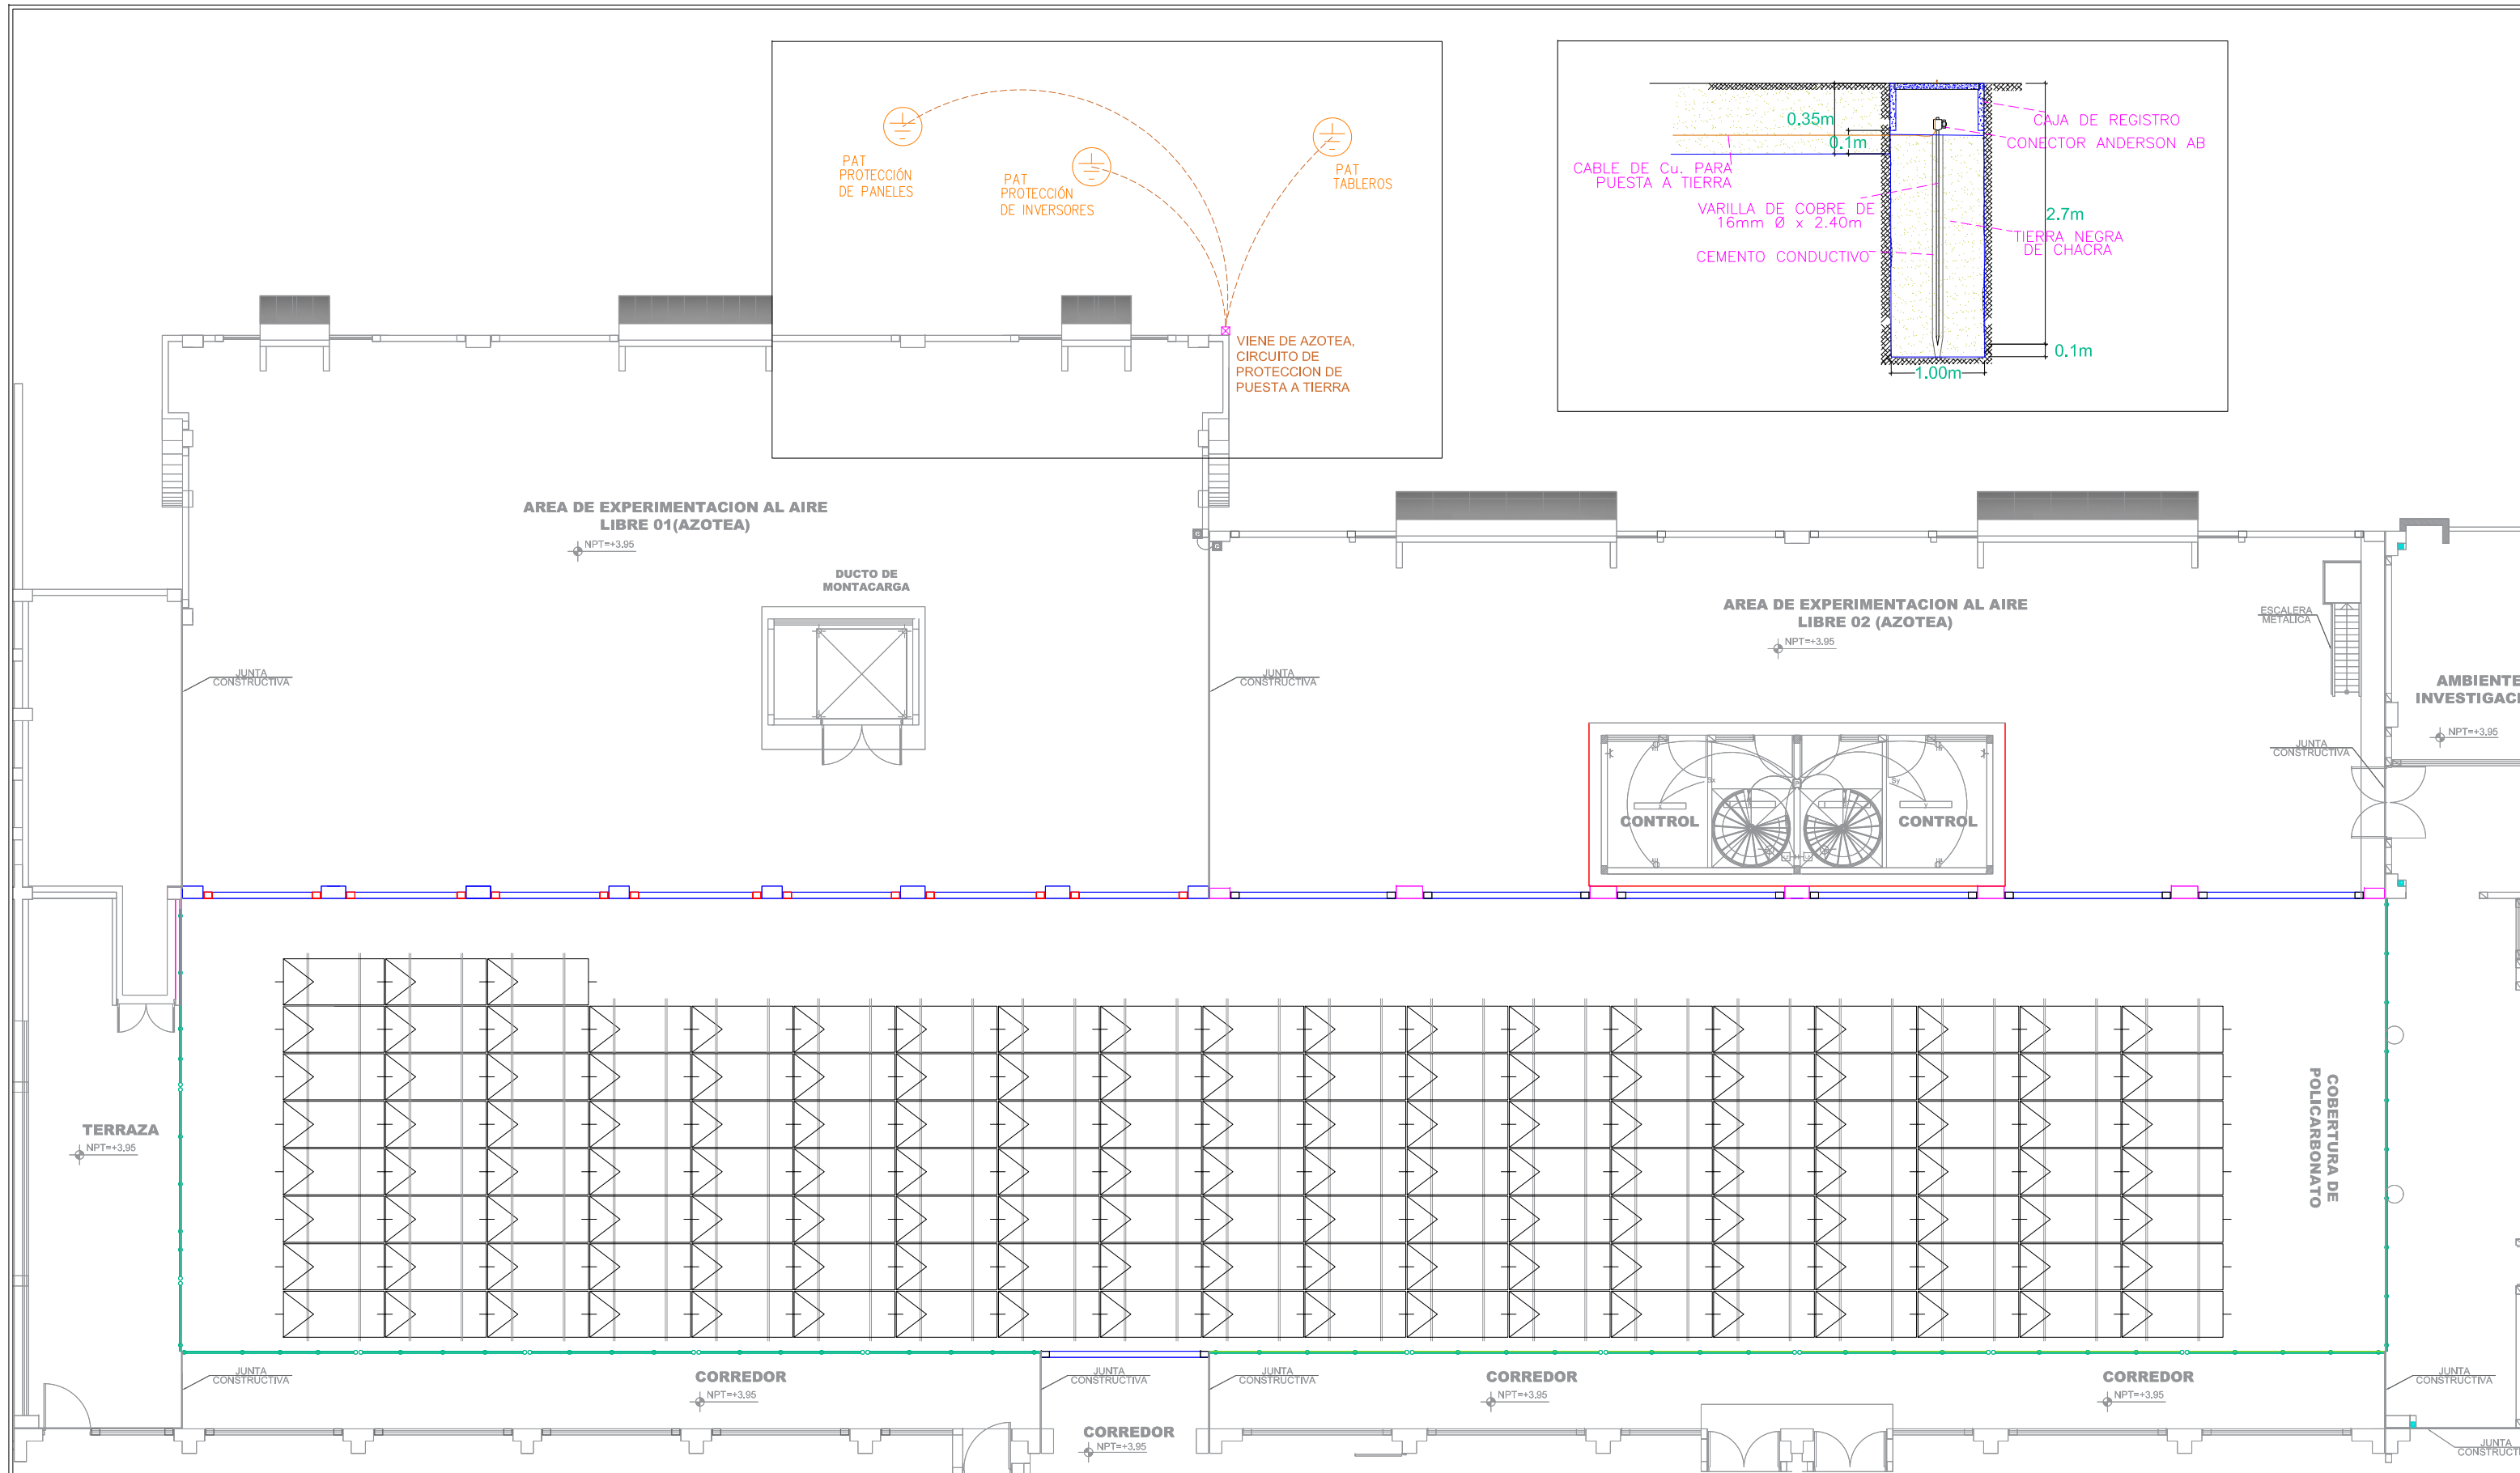 PAT
PROTECCIÓN
DE PANELES
PAT
PROTECCIÓN
DE INVERSORES
PAT
TABLEROS
VIENE DE AZOTEA,
CIRCUITO DE
PROTECCION DE
PUESTA A TIERRA
0.35m
0.1m
CAJA DE REGISTRO
CONECTOR ANDERSON AB
CABLE DE Cu. PARA
PUESTA A TIERRA
VARILLA DE COBRE DE
16mm Ø x 2.40m
2.7m
TIERRA NEGRA
DE CHACRA
CEMENTO CONDUCTIVO
0.1m
1.00m
AREA DE EXPERIMENTACION AL AIRE
LIBRE 01(AZOTEA)
NPT=+3.95
DUCTO DE
MONTACARGA
AREA DE EXPERIMENTACION AL AIRE
LIBRE 02 (AZOTEA)
NPT=+3.95
ESCALERA
METALICA
JUNTA
CONSTRUCTIVA
JUNTA
CONSTRUCTIVA
AMBIENTE
NPT=+3.95
JUNTA
CONSTRUCTIVA
Sx
Sy
CONTROL
CONTROL
TERRAZA
NPT=+3.95
COBERTURA DE
POLICARBONATO
JUNTA
CONSTRUCTIVA
CORREDOR
NPT=+3.95
JUNTA
CONSTRUCTIVA
CORREDOR
NPT=+3.95
JUNTA
CONSTRUCTIVA
CORREDOR
NPT=+3.95
CORREDOR
NPT=+3.95
JUNTA
CONSTRUCTIVA
JUNTA